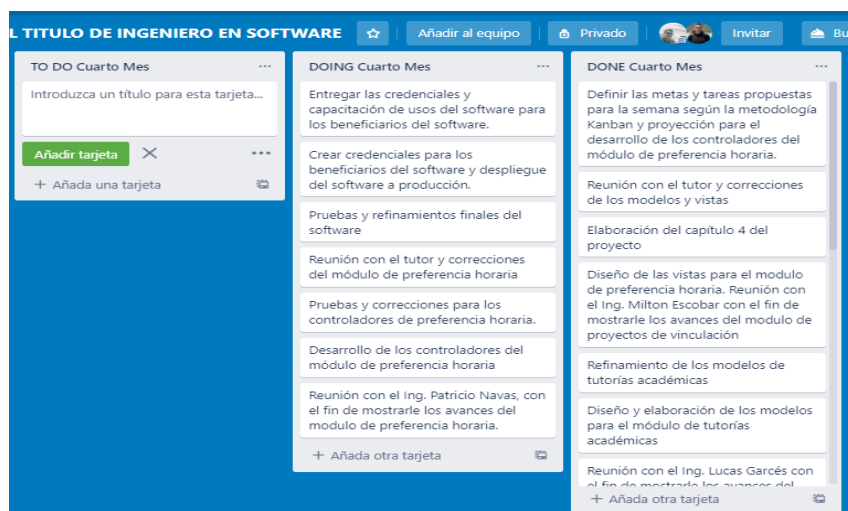 L TITULO DE INGENIERO EN SOFTWARE
Añadir al equipo
Privado
Invitar
Bu
TO DO Cuarto Mes
Introduzca un título para esta tarjeta...
Añadir tarjeta
+ Añada una tarjeta
DOING Cuarto Mes
Entregar las credenciales y
capacitación de usos del software para
los beneficiarios del software.
Crear credenciales para los
beneficiarios del software y despliegue
del software a producción.
Pruebas y refinamientos finales del
software
Reunión con el tutor y correcciones
del módulo de preferencia horaria
Pruebas y correcciones para los
controladores de preferencia horaria.
Desarrollo de los controladores del
módulo de preferencia horaria
Reunión con el Ing. Patricio Navas, con
el fin de mostrarle los avances del
modulo de preferencia horaria.
+ Añada otra tarjeta
DONE Cuarto Mes
Definir las metas y tareas propuestas
para la semana según la metodología
Kanban y proyección para el
desarrollo de los controladores del
módulo de preferencia horaria.
Reunión con el tutor y correcciones
de los modelos y vistas
Elaboración del capítulo 4 del
proyecto
Diseño de las vistas para el modulo
de preferencia horaria. Reunión con
el Ing. Milton Escobar con el fin de
mostrarle los avances del modulo de
proyectos de vinculación
Refinamiento de los modelos de
tutorías académicas
Diseño y elaboración de los modelos
para el módulo de tutorías
académicas
Reunión con el Ing. Lucas Garcés con
el fin de mostrarle los avances del
+ Añada otra tarjeta